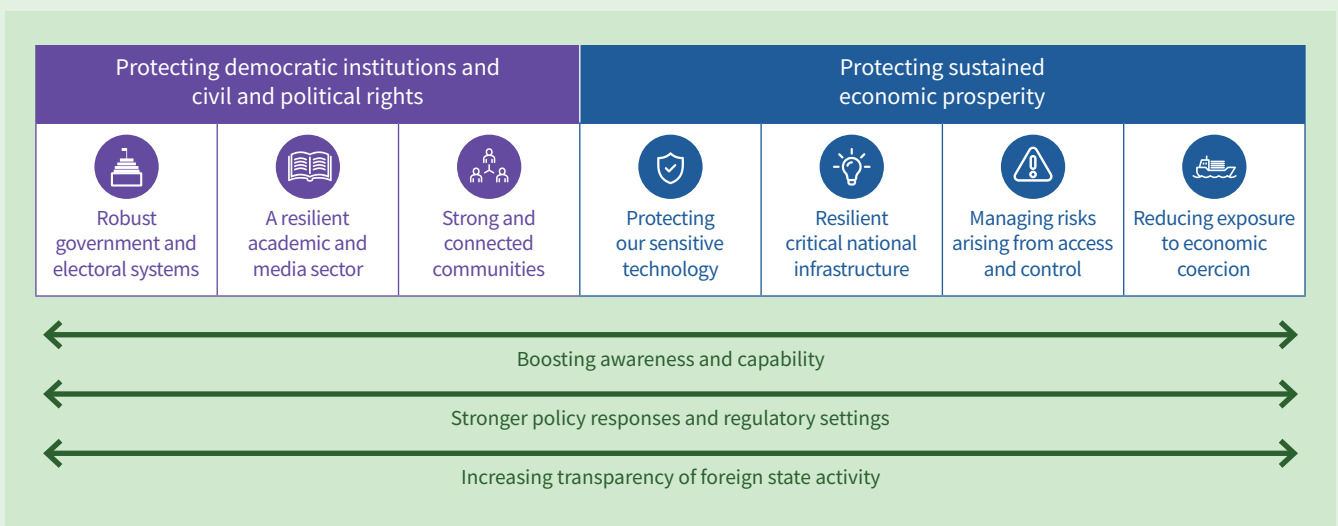 Protecting democratic institutions and
civil and political rights
Protecting sustained
economic prosperity
Robust
government and
electoral systems
A resilient
academic and
media sector
Strong and
connected
communities
Protecting
our sensitive
technology
Resilient
critical national
infrastructure
Managing risks
arising from access
and control
Reducing exposure
to economic
coercion
Boosting awareness and capability
Stronger policy responses and regulatory settings
Increasing transparency of foreign state activity